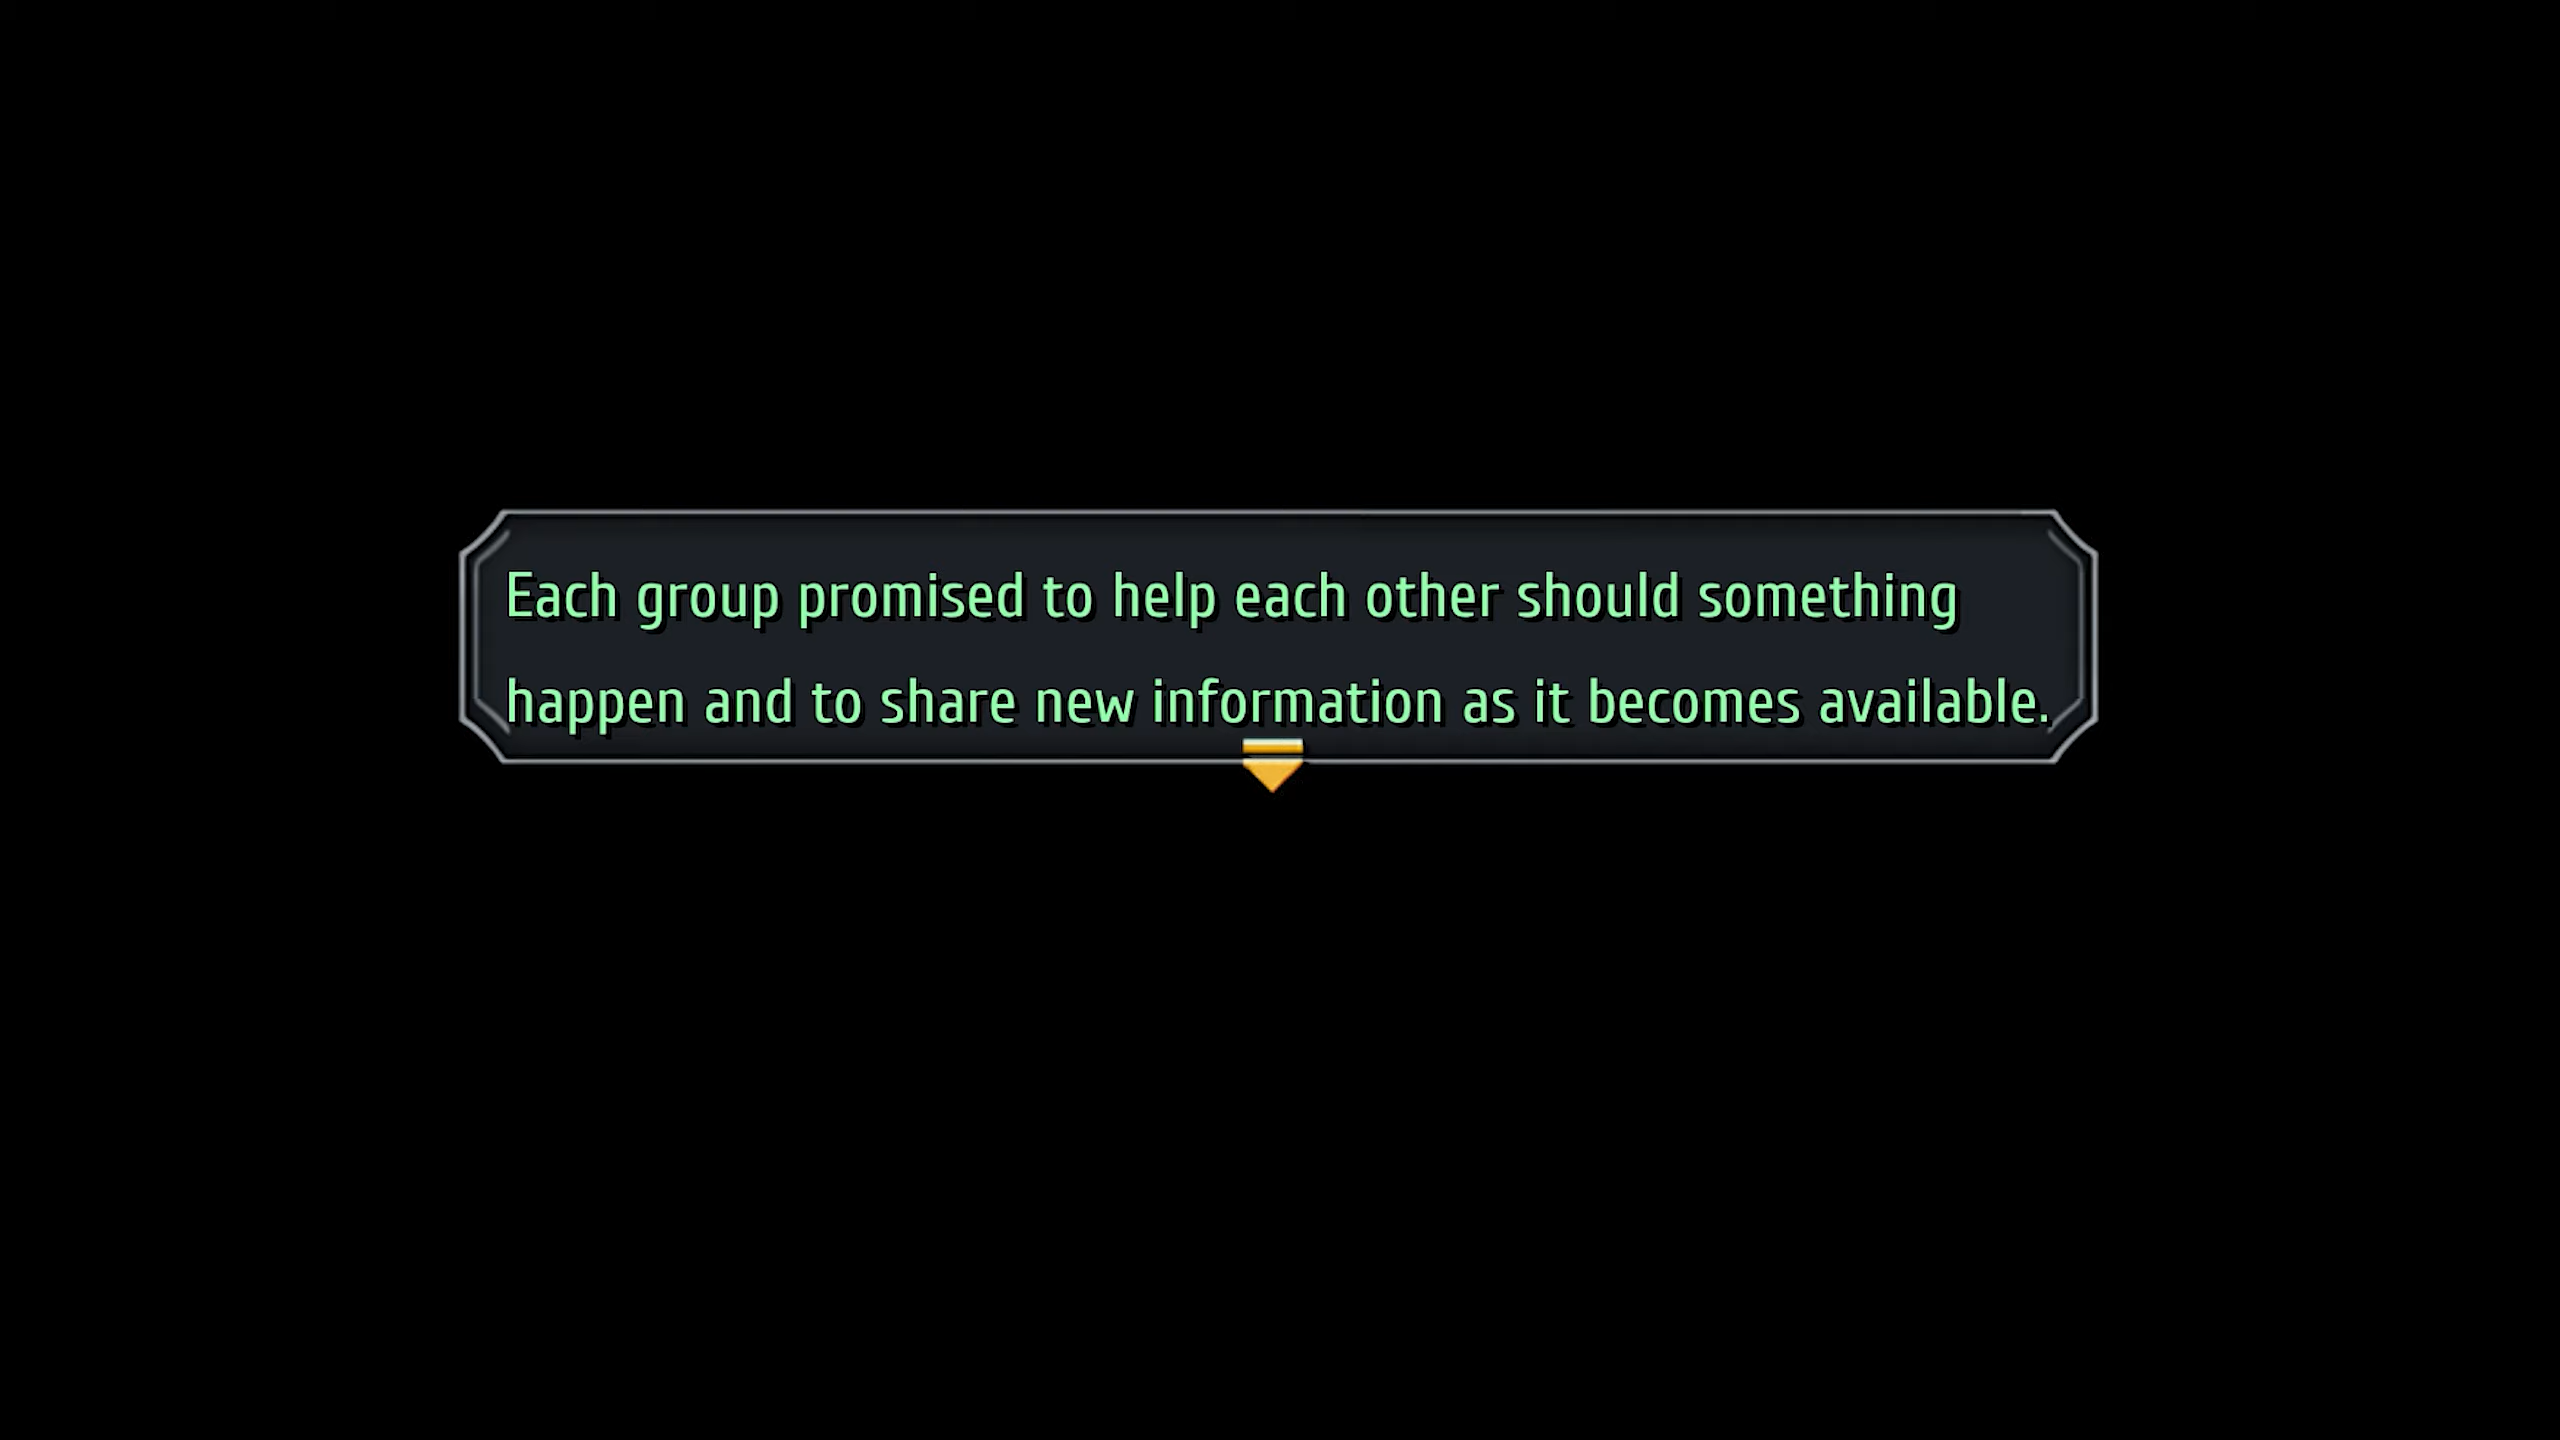 Each group promised to help each other should something
happen and to share new information as it becomes available.